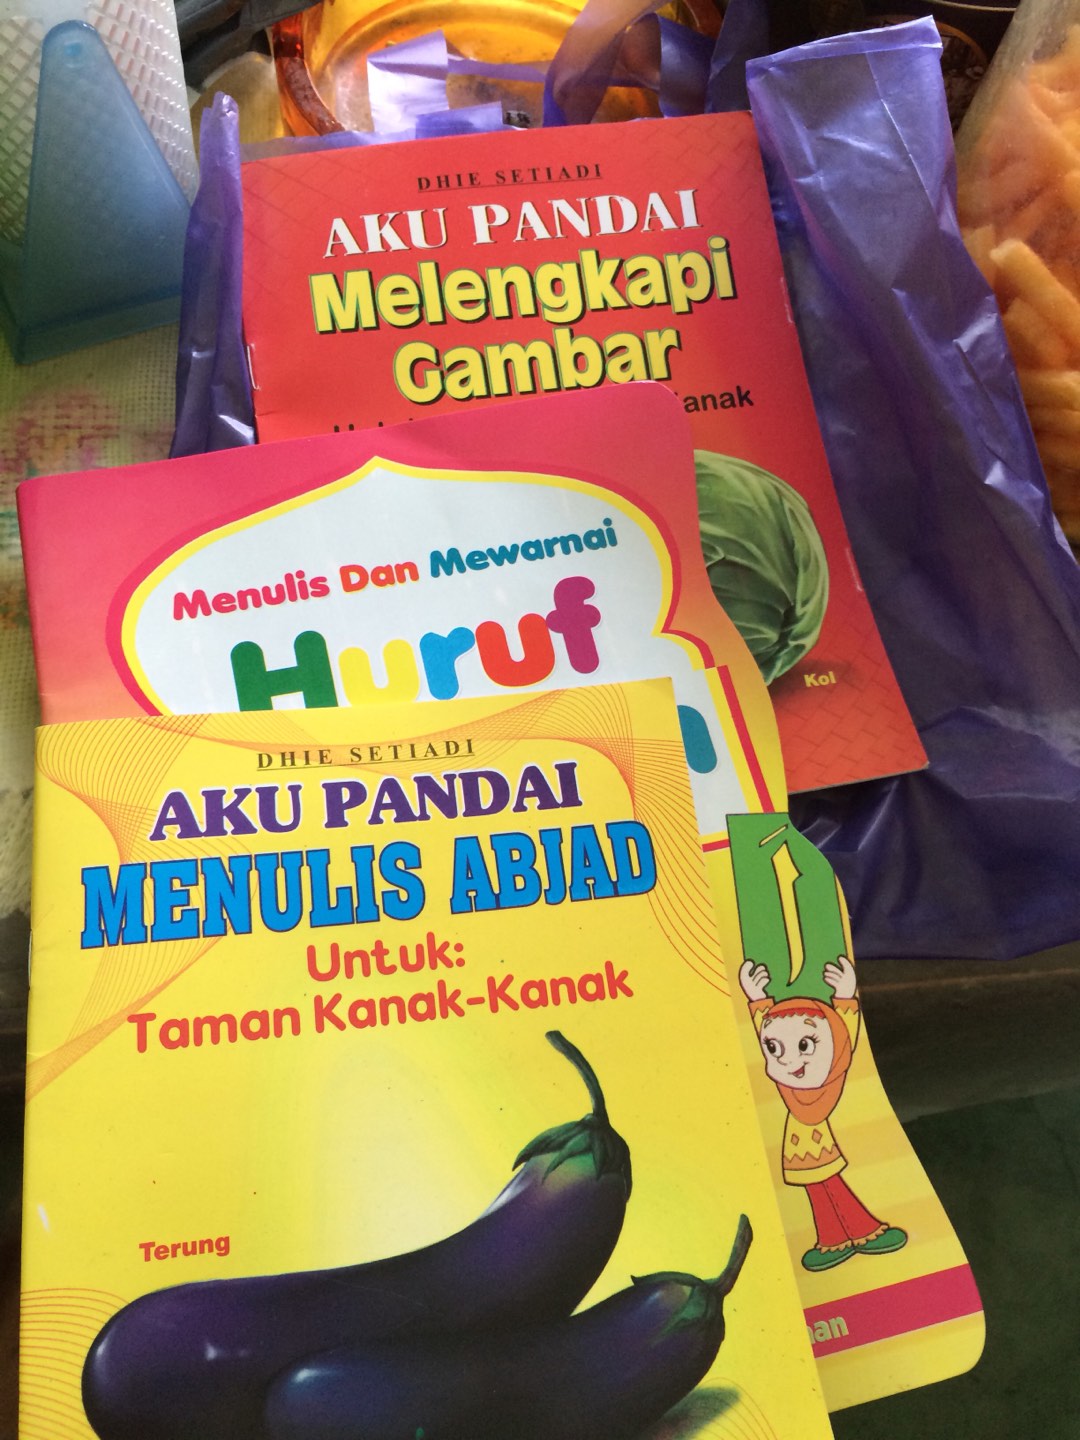 DHIE SETIADI
AKU PANDAI
Melengkapi
Gambar
Kol
Menulis Dan Mewarnai
Huruf
DHIE SETIADI
AKU PANDAI
MENULIS ABJAD
Untuk:
Taman Kanak-Kanak
Terung